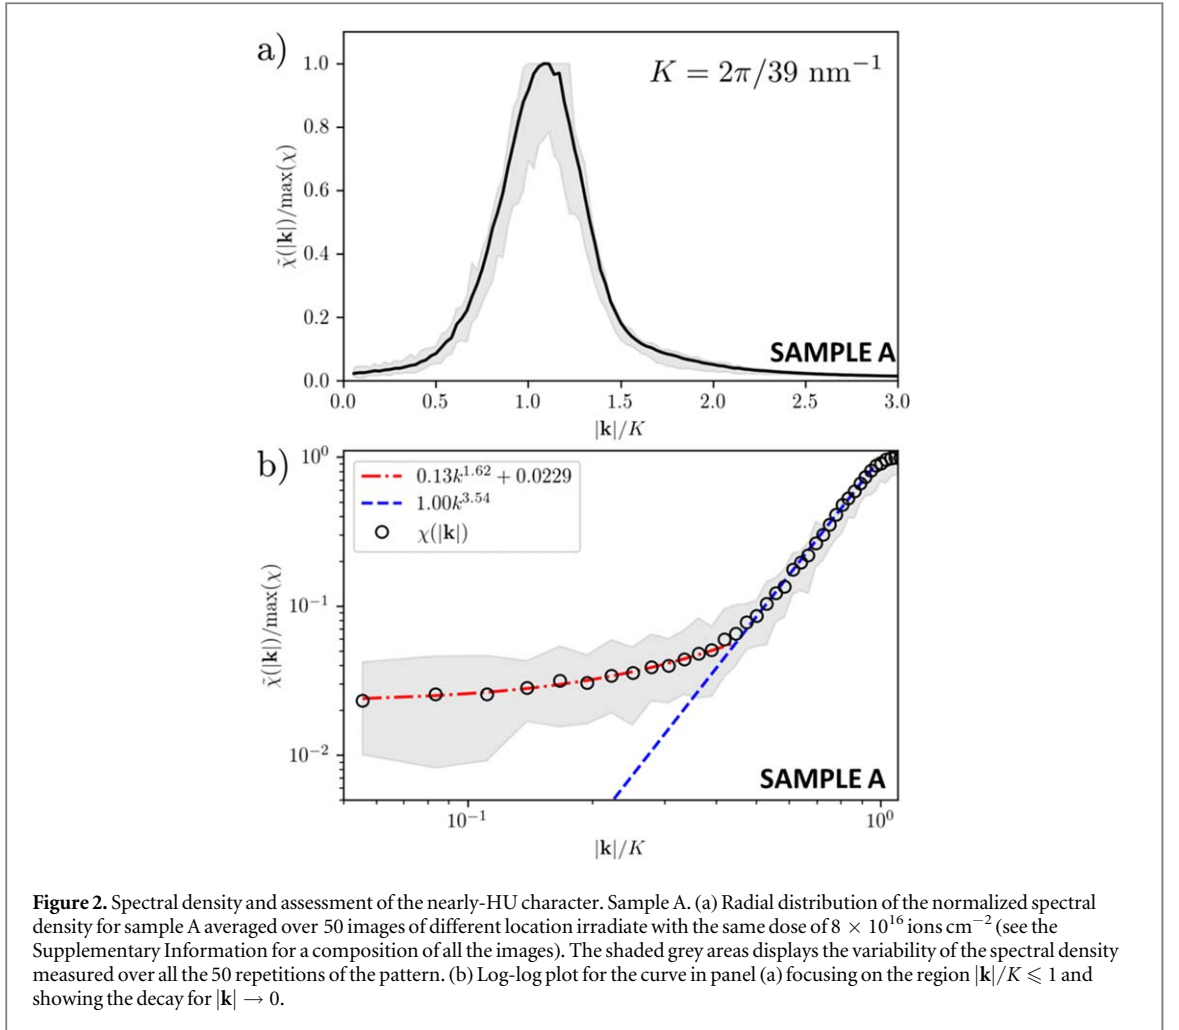 a)
K = 2π/39 nm⁻¹
1.0
0.8
0.6
0.4
0.2
0.0
χ̃(|k|)/max(χ)
SAMPLE A
0.0 0.5 1.0 1.5 2.0 2.5 3.0
|k|/K
b)
10⁰
10⁻¹
10⁻²
χ̃(|k|)/max(χ)
0.13k^1.62 + 0.0229
1.00k^3.54
χ(|k|)
SAMPLE A
10⁻¹ 10⁰
|k|/K
Figure 2. Spectral density and assessment of the nearly-HU character. Sample A. (a) Radial distribution of the normalized spectral
density for sample A averaged over 50 images of different location irradiate with the same dose of 8 × 10¹⁶ ions cm⁻² (see the
Supplementary Information for a composition of all the images). The shaded grey areas displays the variability of the spectral density
measured over all the 50 repetitions of the pattern. (b) Log-log plot for the curve in panel (a) focusing on the region |k|/K ⩽ 1 and
showing the decay for |k| → 0.